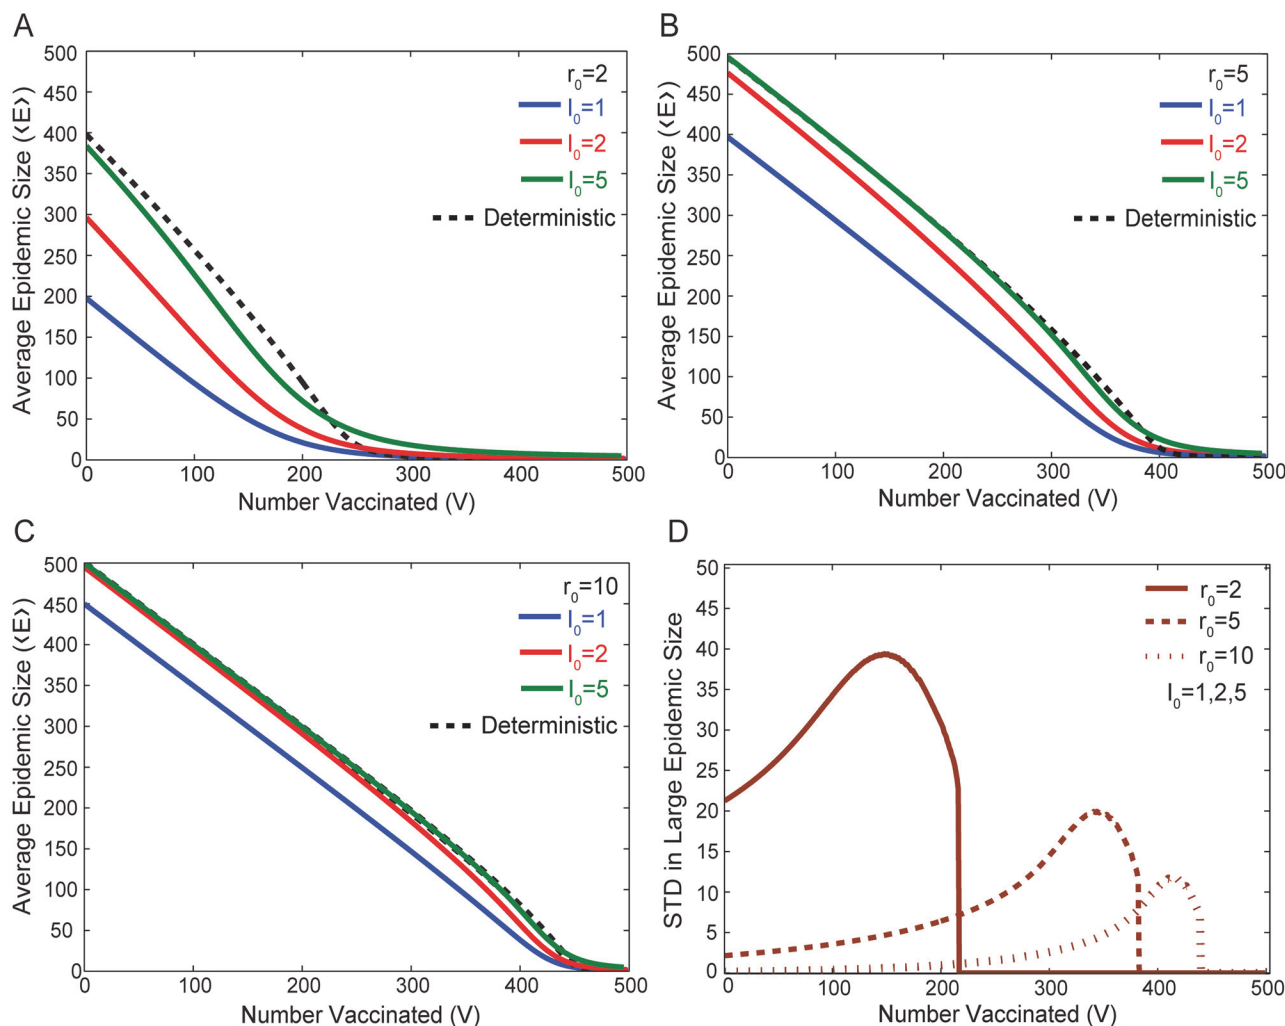 A
500
450
400
350
300
250
200
150
100
50
0
Average Epidemic Size (⟨E⟩)
r₀=2
I₀=1
I₀=2
I₀=5
Deterministic
0 100 200 300 400 500
Number Vaccinated (V)
B
500
450
400
350
300
250
200
150
100
50
0
Average Epidemic Size (⟨E⟩)
r₀=5
I₀=1
I₀=2
I₀=5
Deterministic
0 100 200 300 400 500
Number Vaccinated (V)
C
500
450
400
350
300
250
200
150
100
50
0
Average Epidemic Size (⟨E⟩)
r₀=10
I₀=1
I₀=2
I₀=5
Deterministic
0 100 200 300 400 500
Number Vaccinated (V)
D
50
45
40
35
30
25
20
15
10
5
0
STD in Large Epidemic Size
r₀=2
r₀=5
r₀=10
I₀=1,2,5
0 100 200 300 400 500
Number Vaccinated (V)